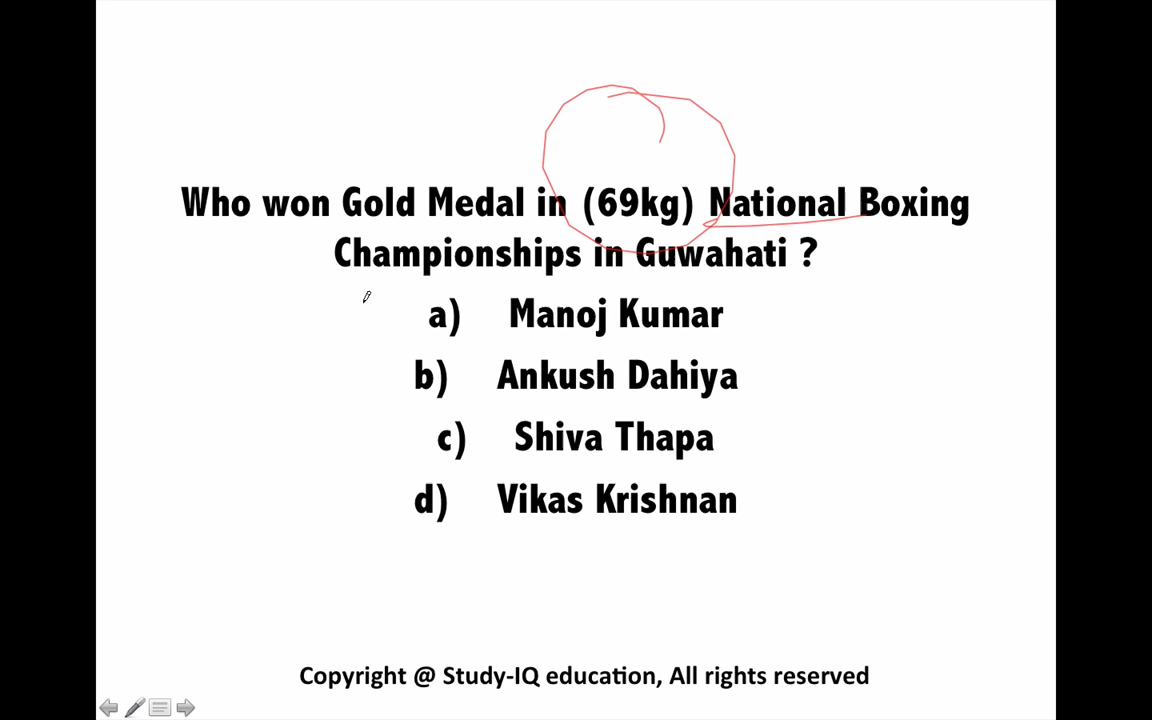 Who won Gold Medal in (69kg) National Boxing
Championships in Guwahati ?
a) Manoj Kumar
b) Ankush Dahiya
c) Shiva Thapa
d) Vikas Krishnan
Copyright @ Study-IQ education, All rights reserved